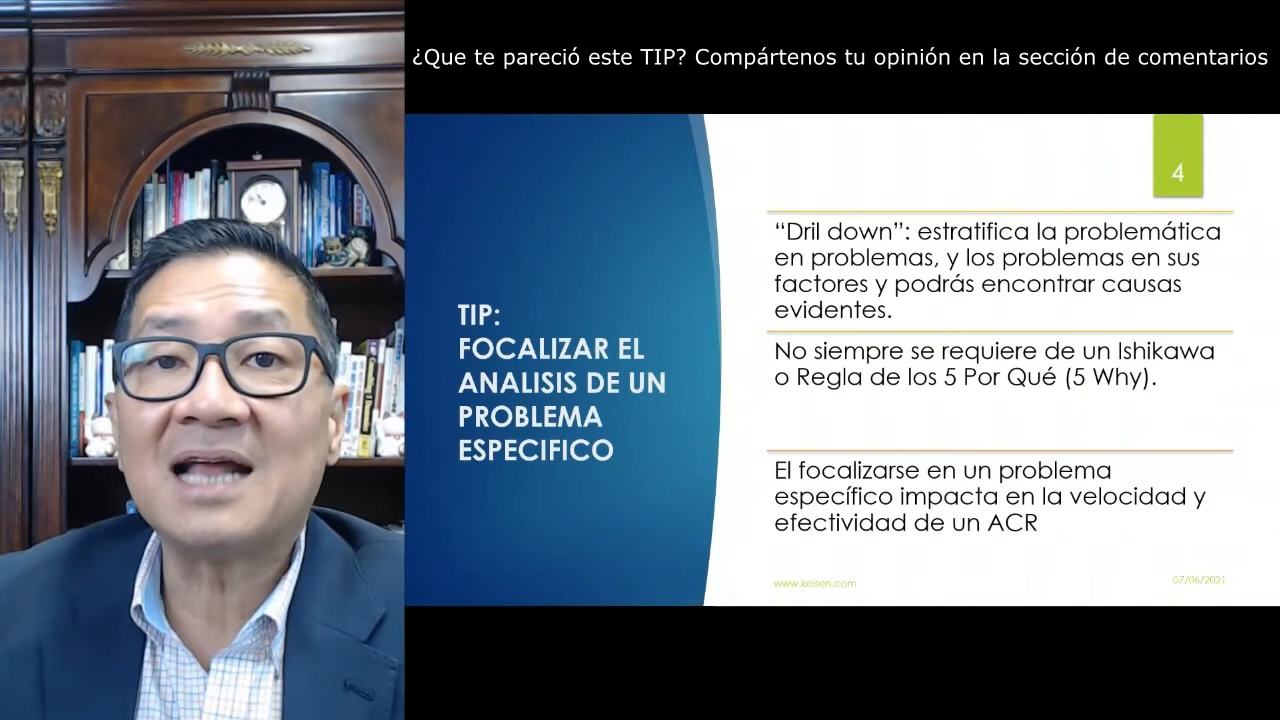 ¿Que te pareció este TIP? Compártenos tu opinión en la sección de comentarios
4
TIP:
FOCALIZAR EL
ANALISIS DE UN
PROBLEMA
ESPECIFICO
“Dril down”: estratifica la problemática
en problemas, y los problemas en sus
factores y podrás encontrar causas
evidentes.
No siempre se requiere de un Ishikawa
o Regla de los 5 Por Qué (5 Why).
El focalizarse en un problema
específico impacta en la velocidad y
efectividad de un ACR
www.keisen.com
07/06/2021